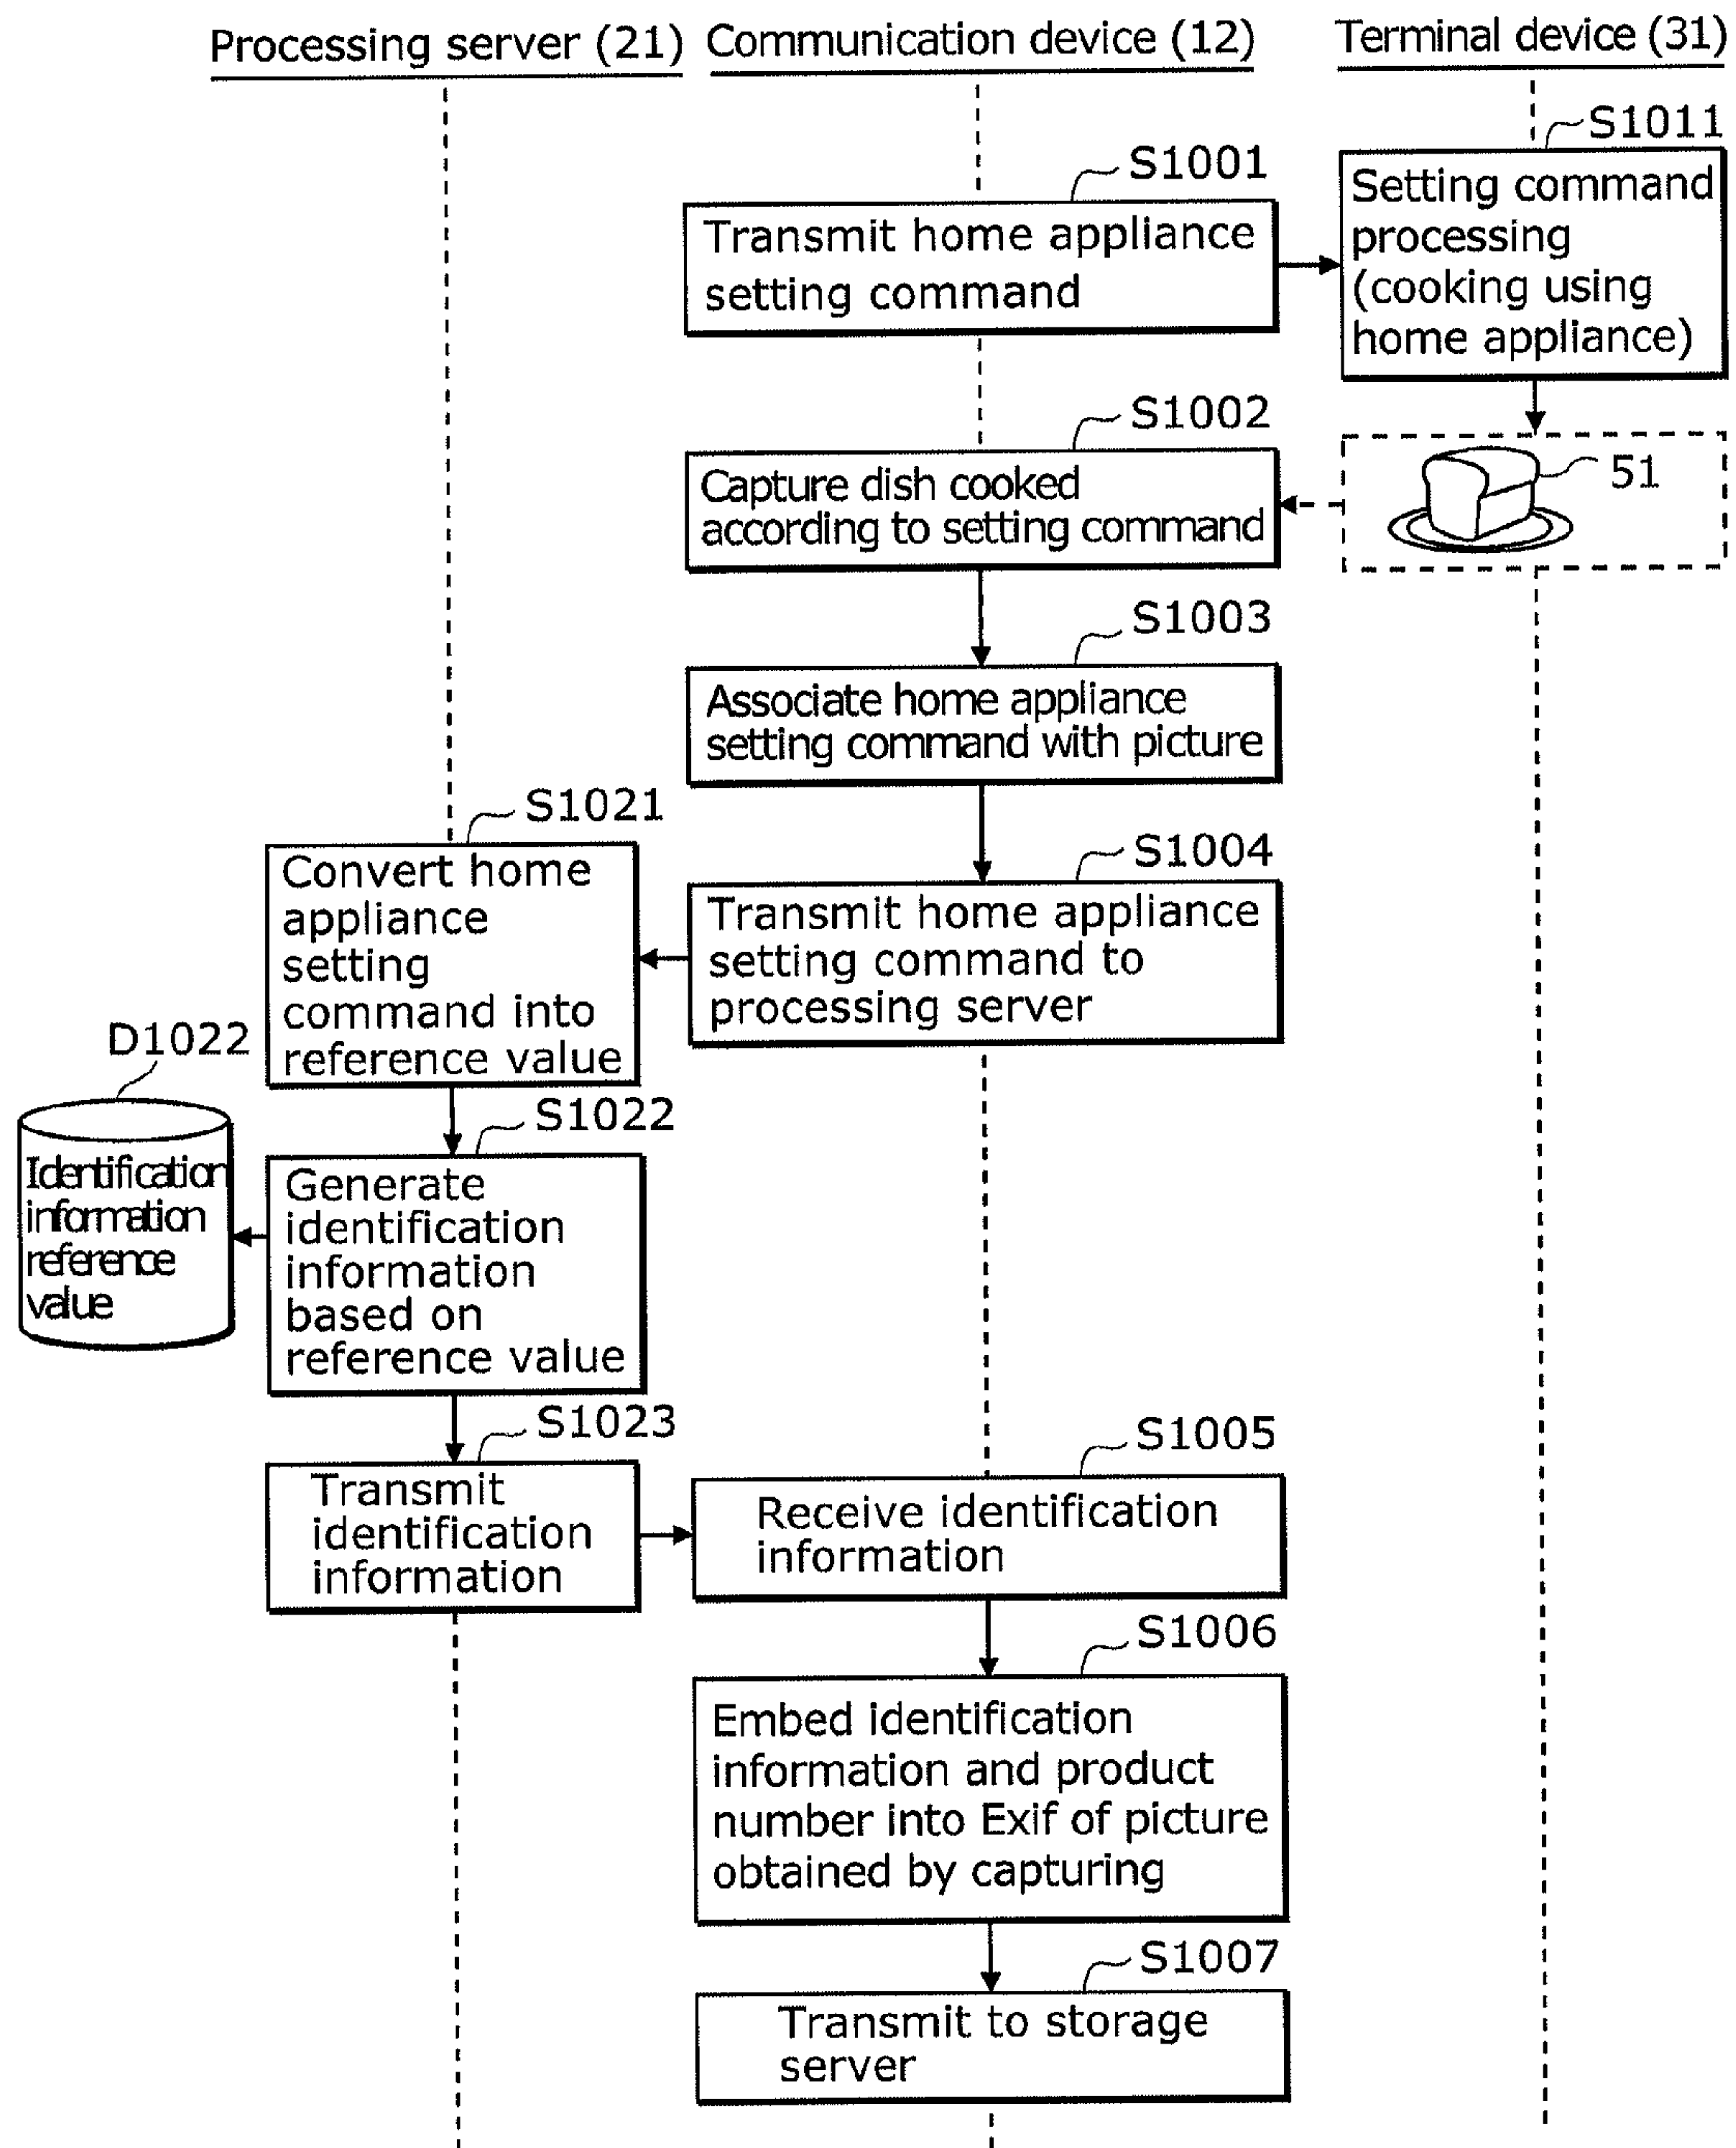 Processing server (21)
Communication device (12)
Terminal device (31)
S1011
Setting command
processing
(cooking using
home appliance)
S1001
Transmit home appliance
setting command
S1002
Capture dish cooked
according to setting command
51
S1003
Associate home appliance
setting command with picture
S1021
Convert home
appliance
setting
command into
reference value
S1004
Transmit home appliance
setting command to
processing server
D1022
Identification
information
reference
value
S1022
Generate
identification
information
based on
reference value
S1023
Transmit
identification
information
S1005
Receive identification
information
S1006
Embed identification
information and product
number into Exif of picture
obtained by capturing
S1007
Transmit to storage
server